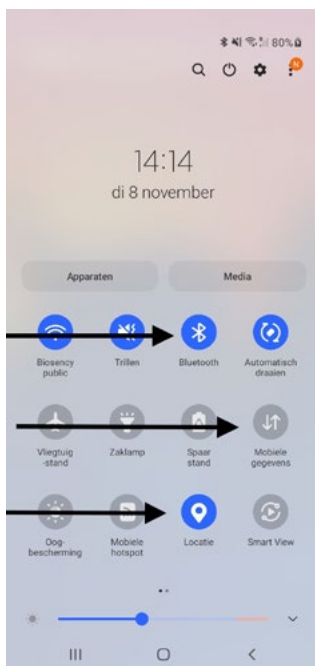 80%
N
14:14
di 8 november
Apparaten
Media
Biosency
public
Trillen
Bluetooth
Automatisch
draaien
Vliegtuig
-stand
Zaklamp
Spaar
stand
Mobiele
gegevens
Oog-
bescherming
Mobiele
hotspot
Locatie
Smart View